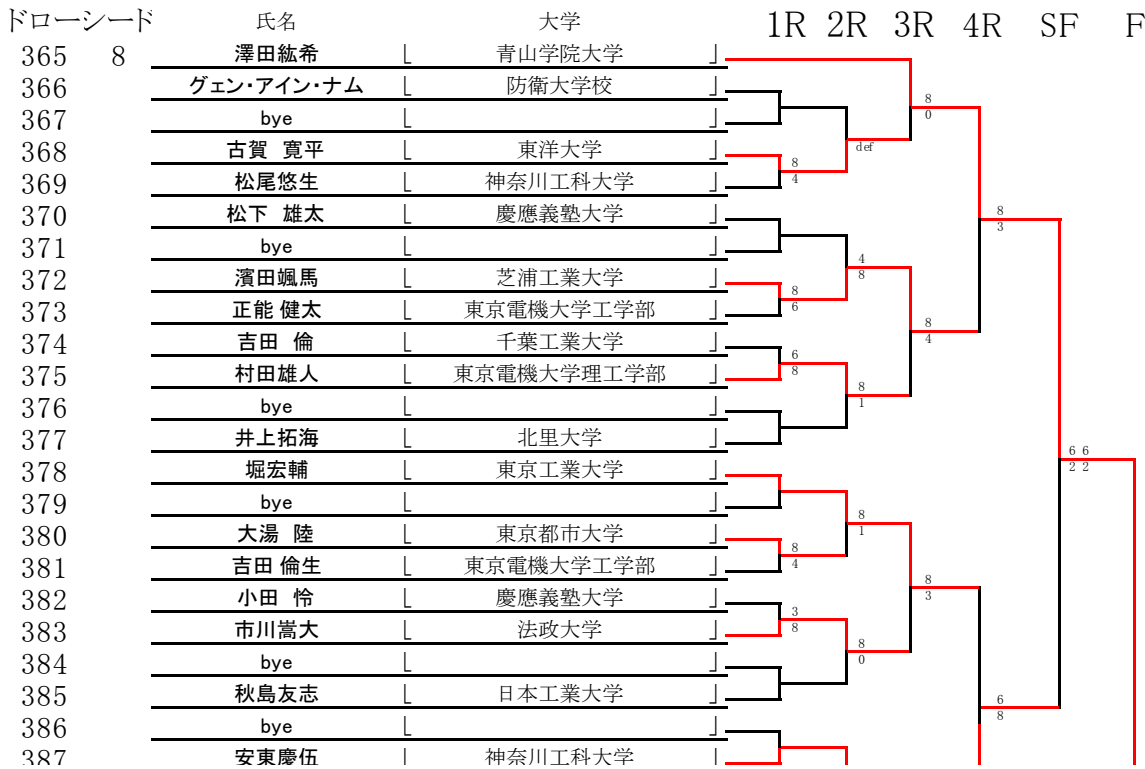 ドローシード 氏名 大学 1R 2R 3R 4R SF F
365 8 澤田紘希 [ 青山学院大学 ]
366 グェン・アイン・ナム [ 防衛大学校 ]
8
0
367 bye [ ]
def
368 古賀 寛平 [ 東洋大学 ]
8
4
369 松尾悠生 [ 神奈川工科大学 ]
370 松下 雄太 [ 慶應義塾大学 ]
8
3
371 bye [ ]
4
8
372 濱田颯馬 [ 芝浦工業大学 ]
8
6
373 正能 健太 [ 東京電機大学工学部 ]
8
4
374 吉田 倫 [ 千葉工業大学 ]
6
8
375 村田雄人 [ 東京電機大学理工学部 ]
8
1
376 bye [ ]
377 井上拓海 [ 北里大学 ]
6 6
2 2
378 堀宏輔 [ 東京工業大学 ]
379 bye [ ]
8
1
380 大湯 陸 [ 東京都市大学 ]
8
4
381 吉田 倫生 [ 東京電機大学工学部 ]
8
3
382 小田 怜 [ 慶應義塾大学 ]
3
8
383 市川嵩大 [ 法政大学 ]
8
0
384 bye [ ]
385 秋島友志 [ 日本工業大学 ]
6
8
386 bye [ ]
387 安東慶伍 [ 神奈川工科大学 ]